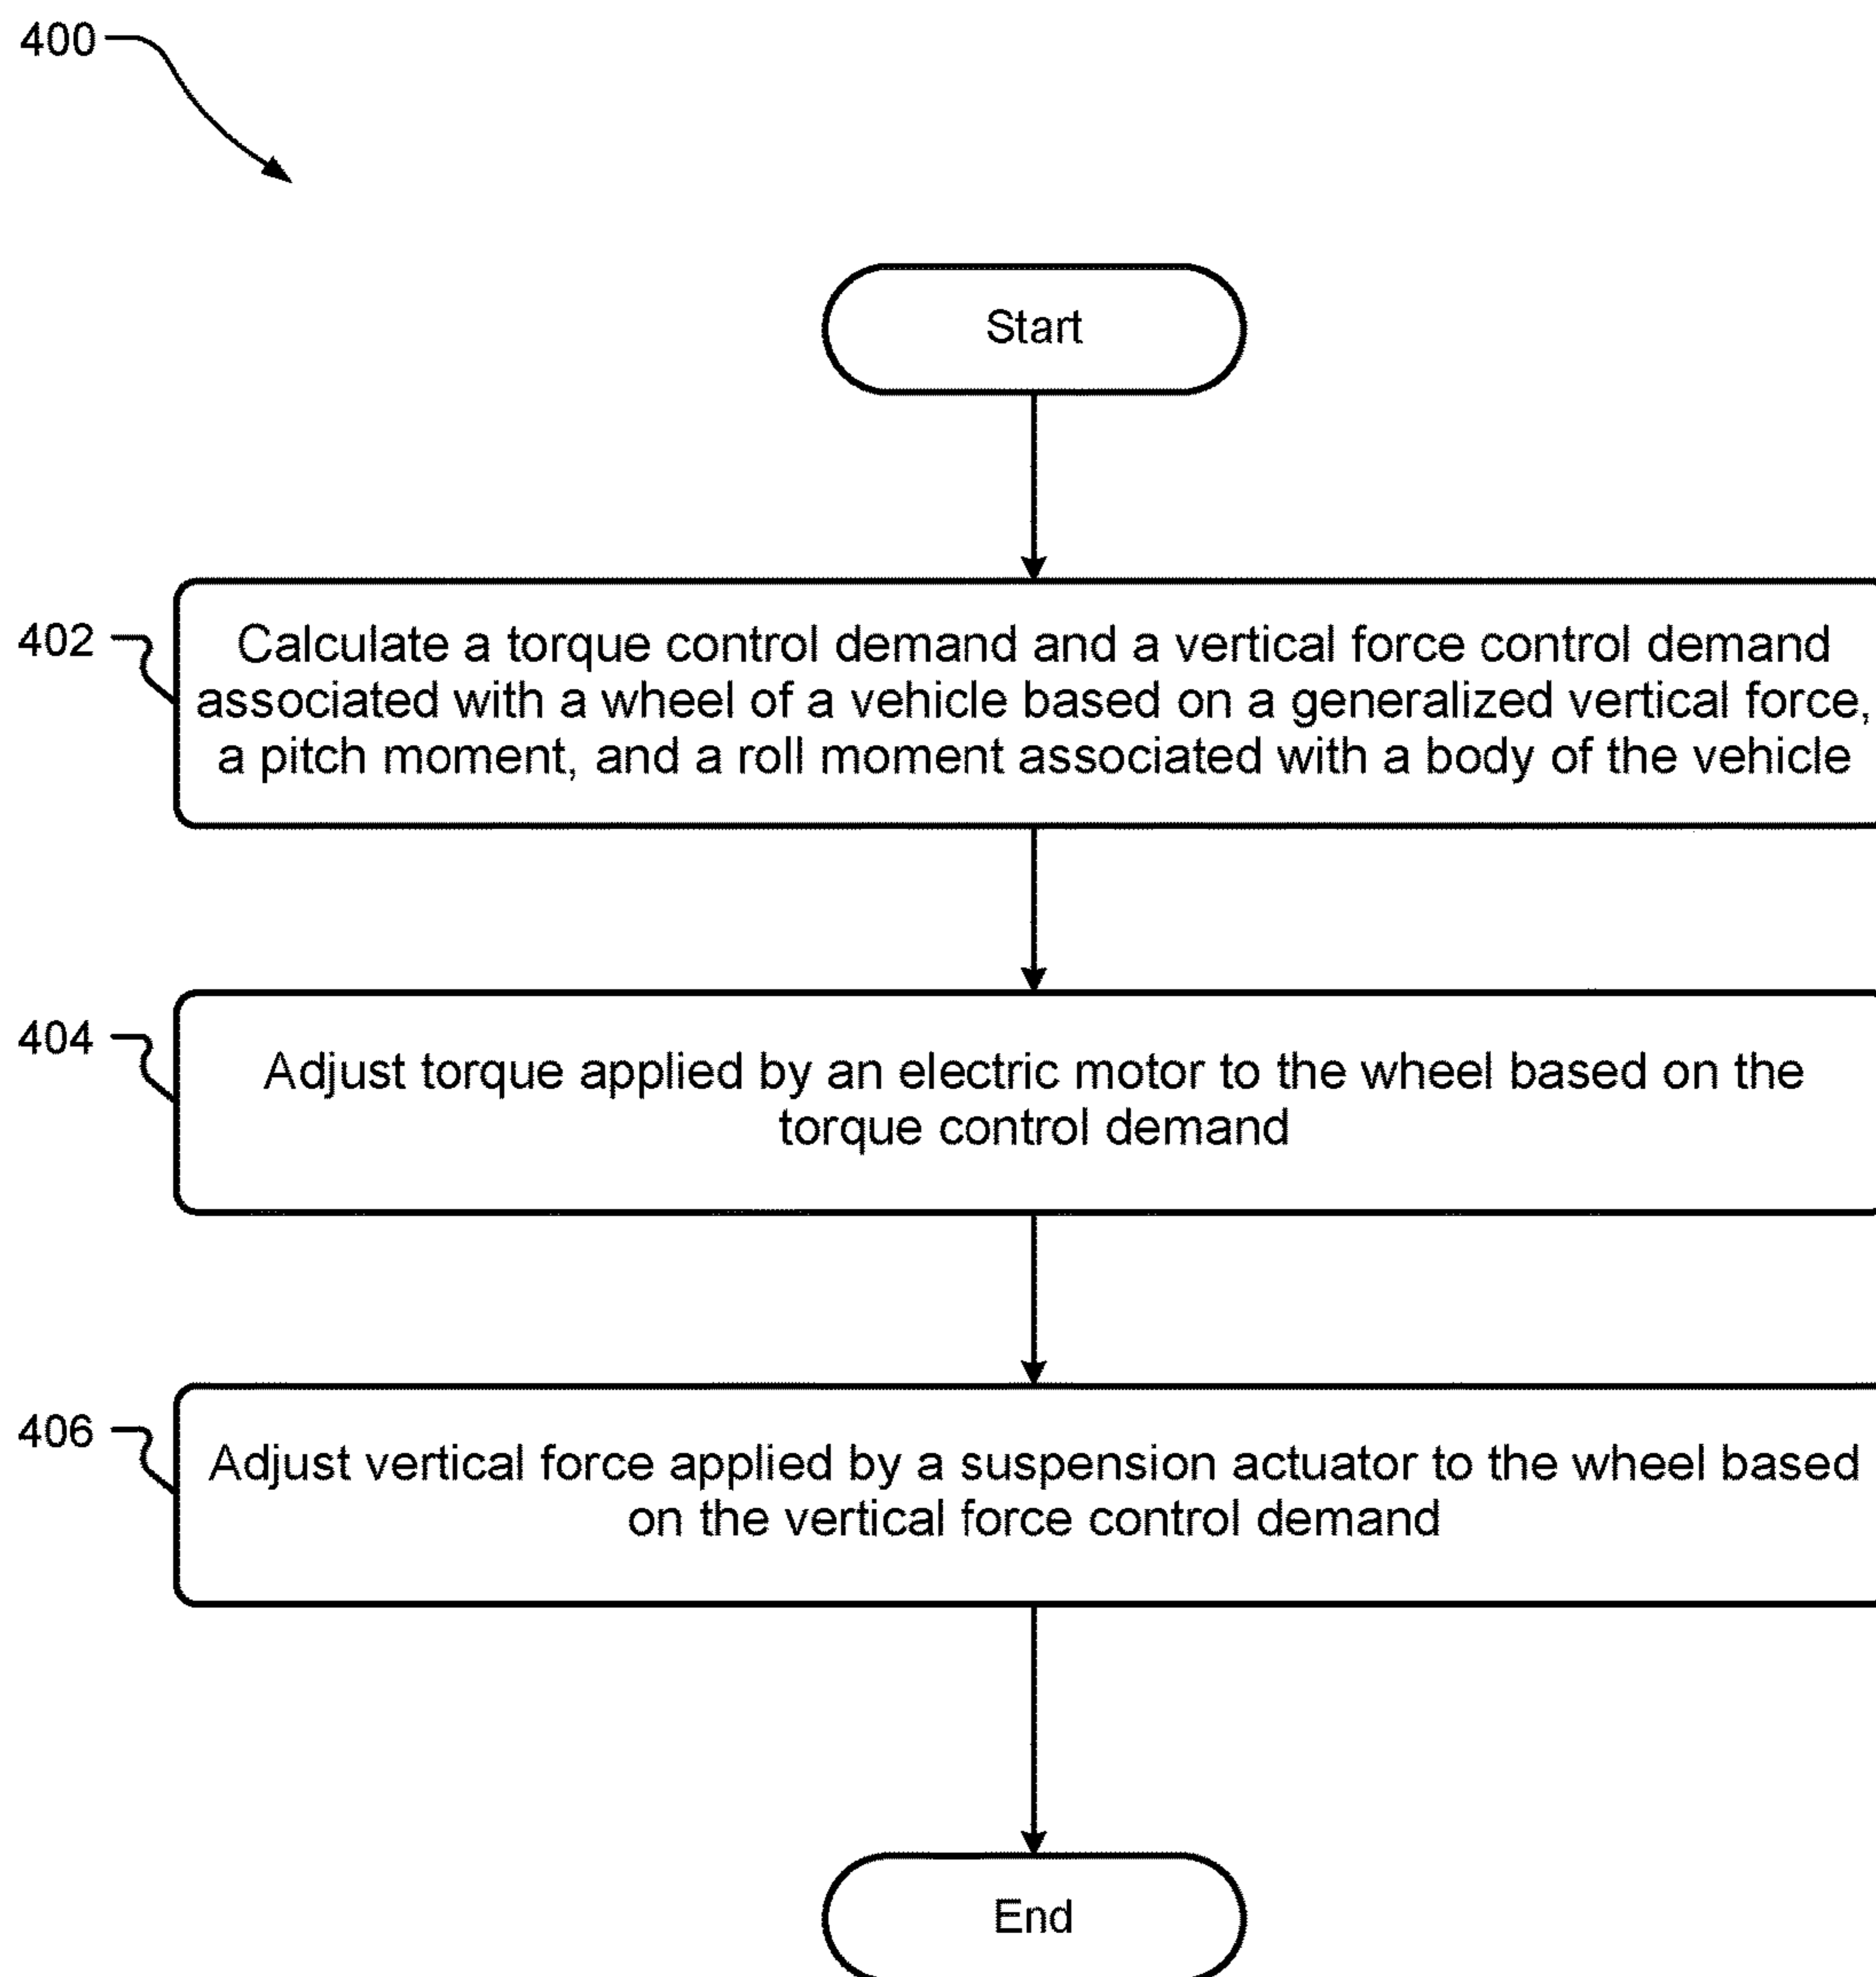 400
Start
402
Calculate a torque control demand and a vertical force control demand
associated with a wheel of a vehicle based on a generalized vertical force,
a pitch moment, and a roll moment associated with a body of the vehicle
404
Adjust torque applied by an electric motor to the wheel based on the
torque control demand
406
Adjust vertical force applied by a suspension actuator to the wheel based
on the vertical force control demand
End